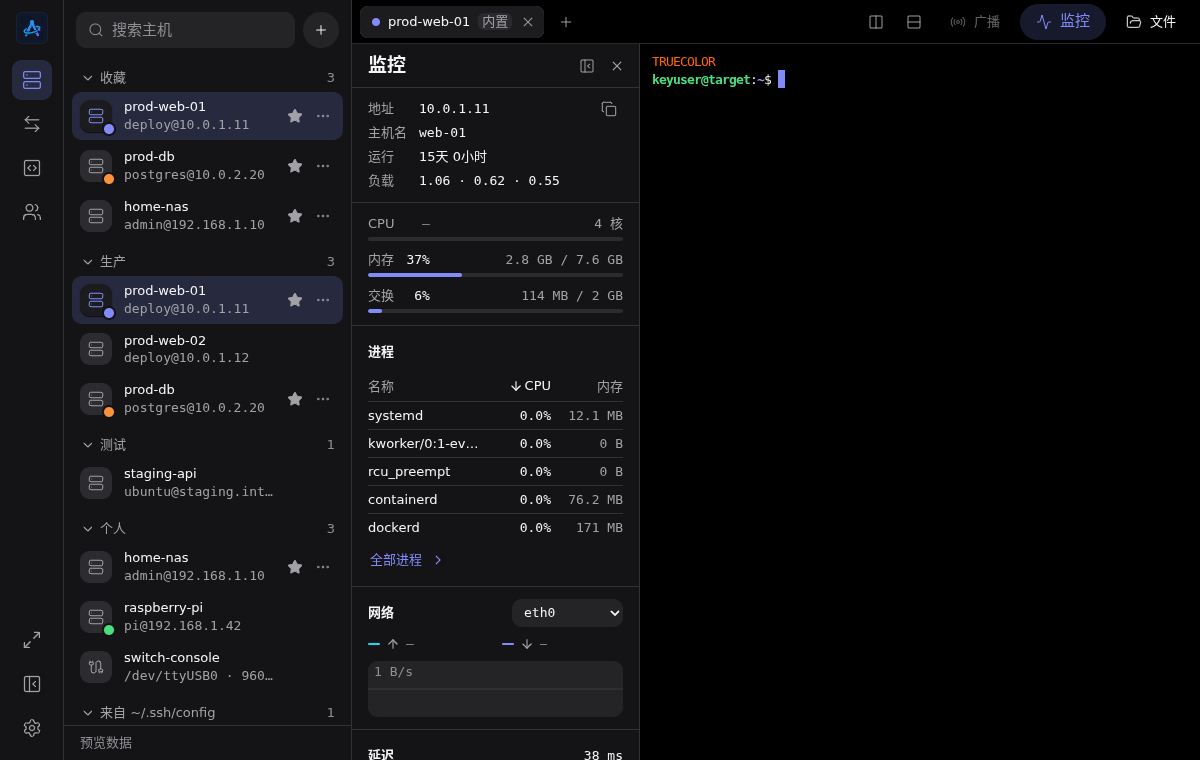 搜索主机
收藏 3
prod-web-01
deploy@10.0.1.11
prod-db
postgres@10.0.2.20
home-nas
admin@192.168.1.10
生产 3
prod-web-01
deploy@10.0.1.11
prod-web-02
deploy@10.0.1.12
prod-db
postgres@10.0.2.20
测试 1
staging-api
ubuntu@staging.int…
个人 3
home-nas
admin@192.168.1.10
raspberry-pi
pi@192.168.1.42
switch-console
/dev/ttyUSB0 · 960…
来自 ~/.ssh/config 1
预览数据
prod-web-01 内置
广播 监控 文件
监控
地址 10.0.1.11
主机名 web-01
运行 15天 0小时
负载 1.06 · 0.62 · 0.55
CPU — 4 核
内存 37% 2.8 GB / 7.6 GB
交换 6% 114 MB / 2 GB
进程
名称 CPU 内存
systemd 0.0% 12.1 MB
kworker/0:1-ev… 0.0% 0 B
rcu_preempt 0.0% 0 B
containerd 0.0% 76.2 MB
dockerd 0.0% 171 MB
全部进程
网络 eth0
— —
1 B/s
延迟 38 ms
TRUECOLOR
keyuser@target:~$